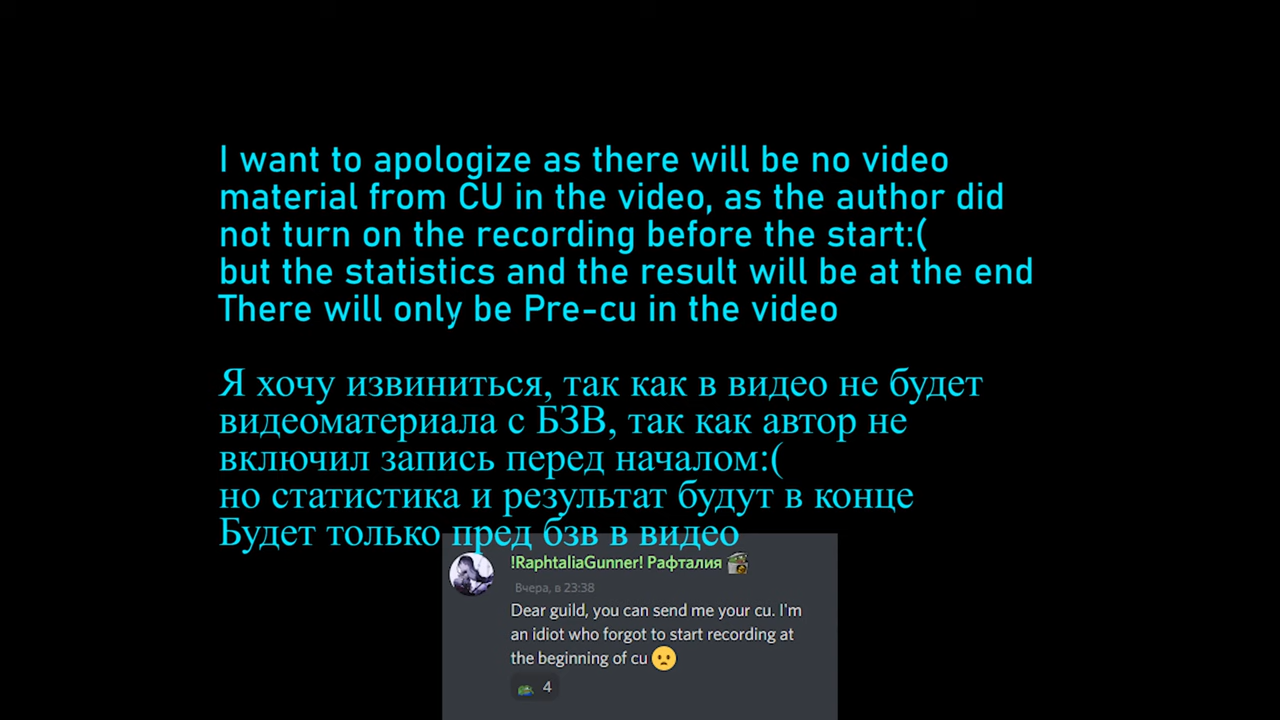 I want to apologize as there will be no video
material from CU in the video, as the author did
not turn on the recording before the start:(
but the statistics and the result will be at the end
There will only be Pre-cu in the video
Я хочу извиниться, так как в видео не будет
видеоматериала с БЗВ, так как автор не
включил запись перед началом:(
но статистика и результат будут в конце
Будет только пред бзв в видео
!RaphtaliaGunner! Рафталия
Вчера, в 23:38
Dear guild, you can send me your cu. I'm
an idiot who forgot to start recording at
the beginning of cu
4